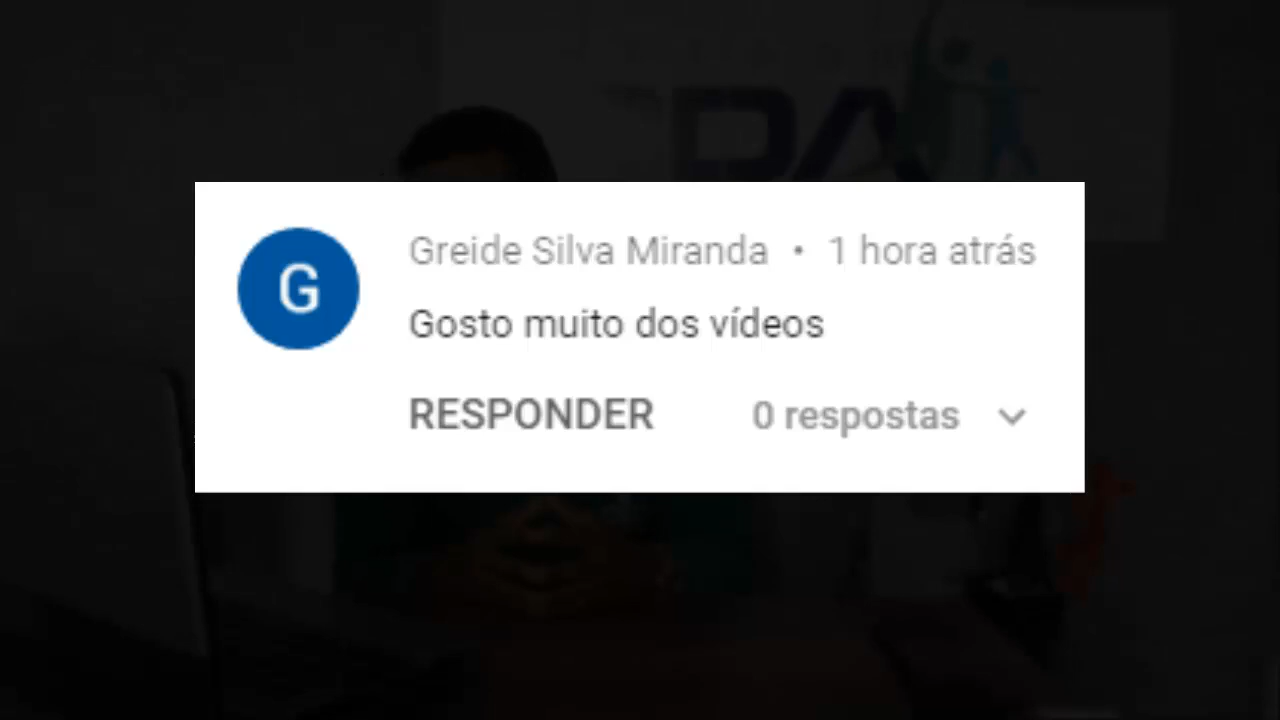 G
Greide Silva Miranda • 1 hora atrás
Gosto muito dos vídeos
RESPONDER 0 respostas